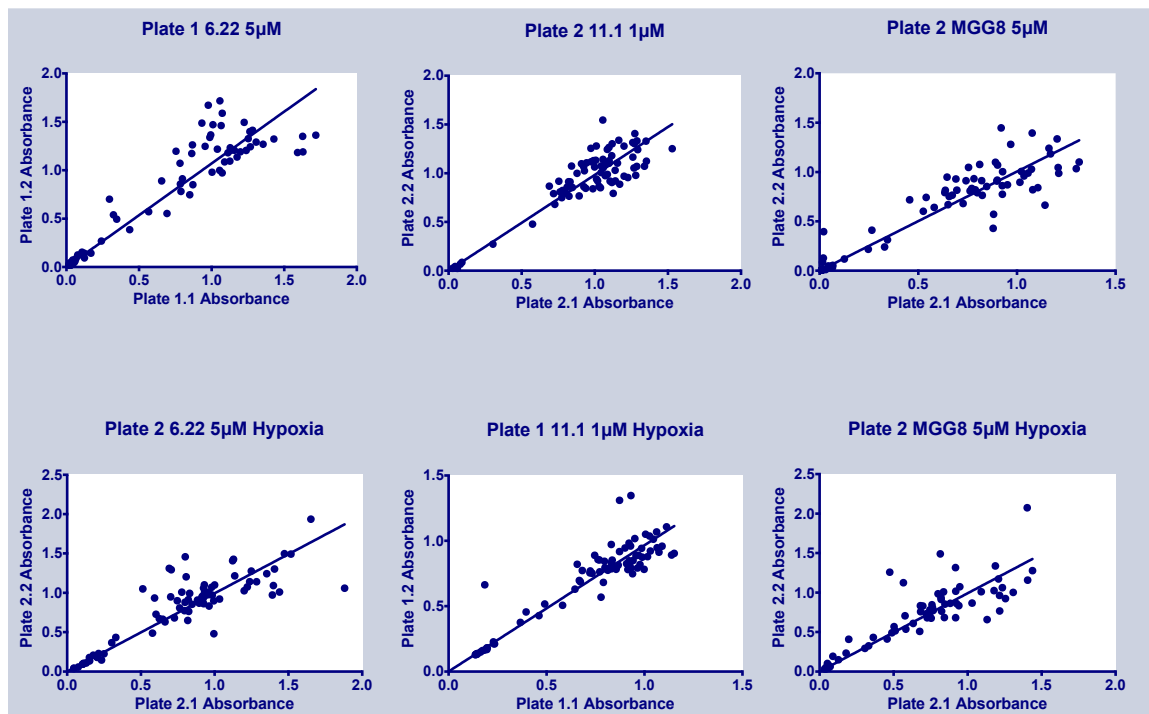 Plate 1 6.22 5µM
2.0
1.5
1.0
0.5
0.0
0.0 0.5 1.0 1.5 2.0
Plate 1.2 Absorbance
Plate 1.1 Absorbance
Plate 2 11.1 1µM
2.0
1.5
1.0
0.5
0.0
0.0 0.5 1.0 1.5 2.0
Plate 2.2 Absorbance
Plate 2.1 Absorbance
Plate 2 MGG8 5µM
2.0
1.5
1.0
0.5
0.0
0.0 0.5 1.0 1.5
Plate 2.2 Absorbance
Plate 2.1 Absorbance
Plate 2 6.22 5µM Hypoxia
2.5
2.0
1.5
1.0
0.5
0.0
0.0 0.5 1.0 1.5 2.0
Plate 2.2 Absorbance
Plate 2.1 Absorbance
Plate 1 11.1 1µM Hypoxia
1.5
1.0
0.5
0.0
0.0 0.5 1.0 1.5
Plate 1.2 Absorbance
Plate 1.1 Absorbance
Plate 2 MGG8 5µM Hypoxia
2.5
2.0
1.5
1.0
0.5
0.0
0.0 0.5 1.0 1.5 2.0
Plate 2.2 Absorbance
Plate 2.1 Absorbance